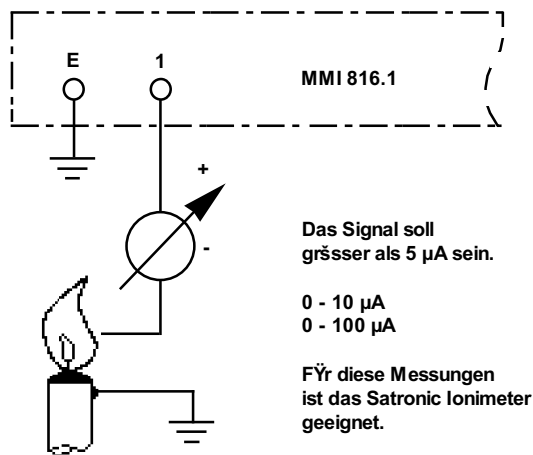 E
1
MMI 816.1
+
-
Das Signal soll
gršsser als 5 µA sein.
0 - 10 µA
0 - 100 µA
FŸr diese Messungen
ist das Satronic Ionimeter
geeignet.